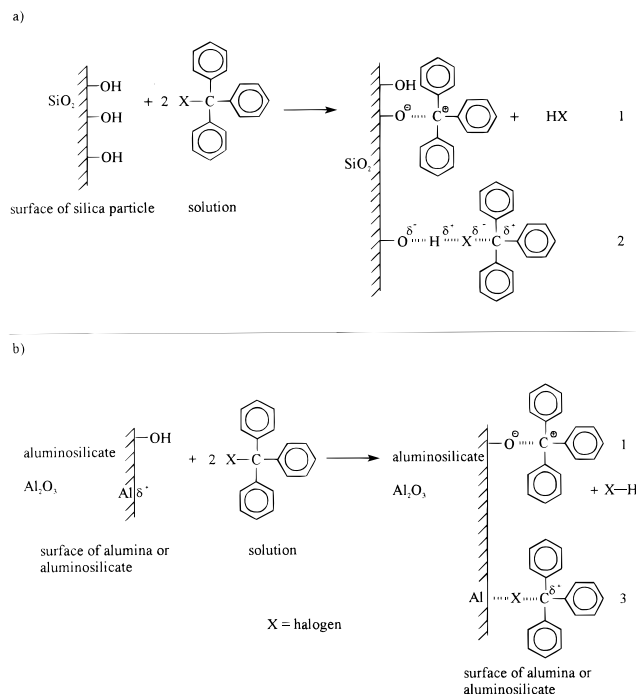 a)
SiO₂
OH
OH
OH
+ 2 X—C
OH
O⊖ C⊕ + HX 1
SiO₂
surface of silica particle solution
O δ⁻ H δ⁺ X δ⁻ C δ⁺ 2
b)
aluminosilicate
Al₂O₃
OH
Al δ⁺
+ 2 X—C
aluminosilicate
Al₂O₃
O⊖ C⊕ 1
+ X—H
surface of alumina or
aluminosilicate
solution
Al X C δ⁺ 3
X = halogen
surface of alumina or
aluminosilicate